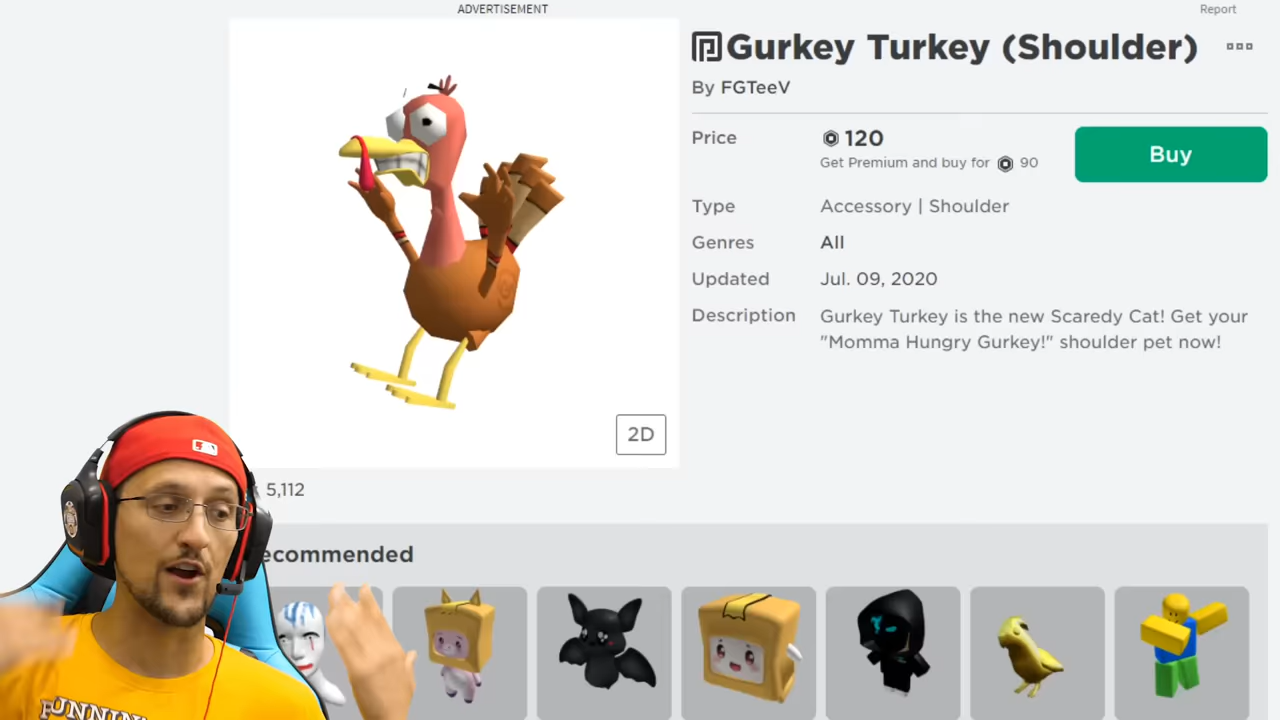 ADVERTISEMENT
Report
Gurkey Turkey (Shoulder)
By FGTeeV
Price
120
Get Premium and buy for 90
Buy
Type
Accessory | Shoulder
Genres
All
Updated
Jul. 09, 2020
Description
Gurkey Turkey is the new Scaredy Cat! Get your
"Momma Hungry Gurkey!" shoulder pet now!
2D
5,112
ecommended